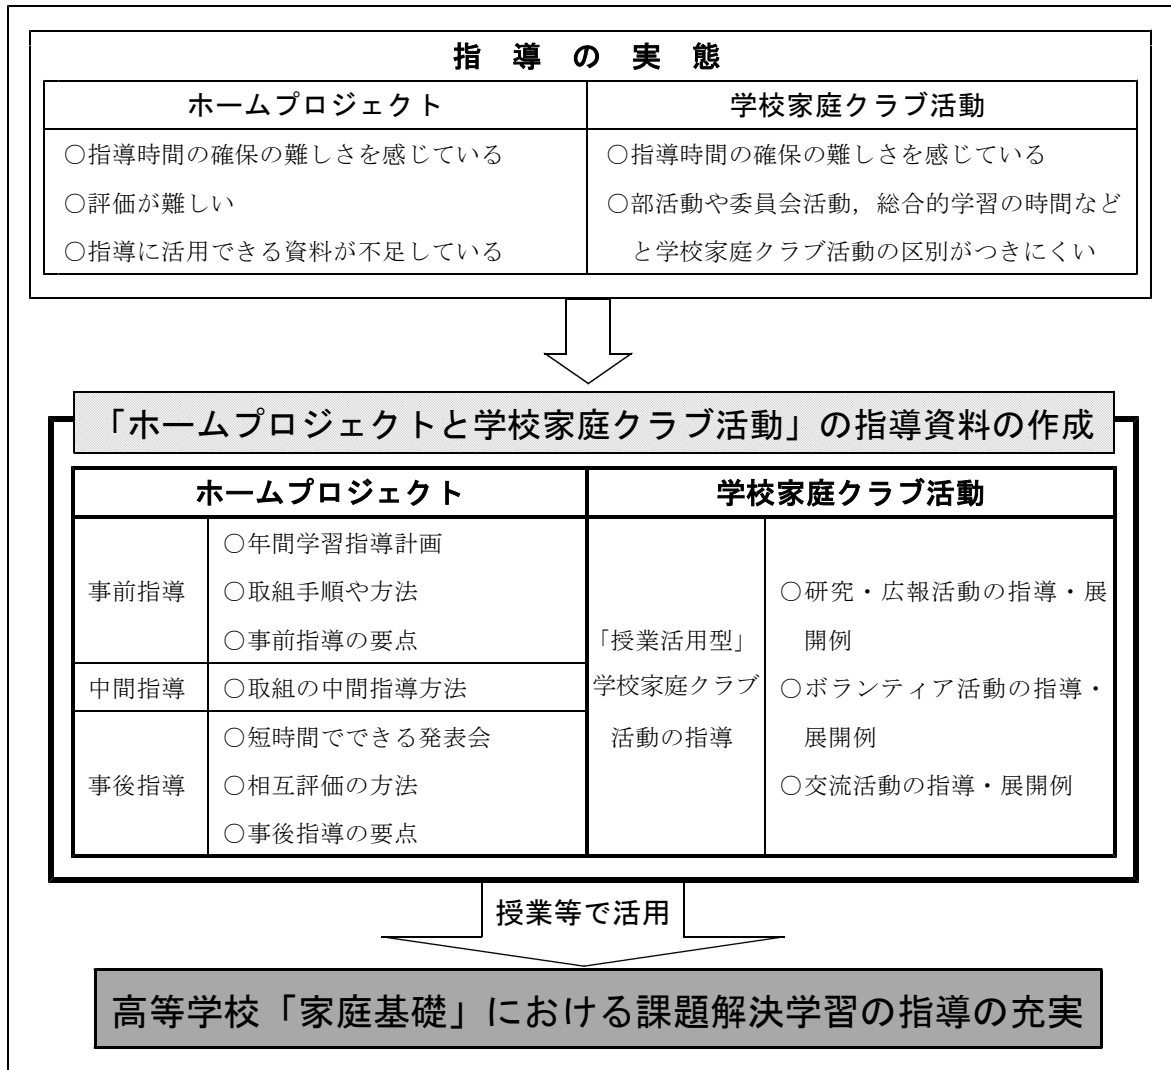 指導の実態
ホームプロジェクト
○指導時間の確保の難しさを感じている
○評価が難しい
○指導に活用できる資料が不足している
学校家庭クラブ活動
○指導時間の確保の難しさを感じている
○部活動や委員会活動，総合的学習の時間など
と学校家庭クラブ活動の区別がつきにくい
「ホームプロジェクトと学校家庭クラブ活動」の指導資料の作成
ホームプロジェクト
事前指導
○年間学習指導計画
○取組手順や方法
○事前指導の要点
中間指導
○取組の中間指導方法
事後指導
○短時間でできる発表会
○相互評価の方法
○事後指導の要点
学校家庭クラブ活動
「授業活用型」
学校家庭クラブ
活動の指導
○研究・広報活動の指導・展
開例
○ボランティア活動の指導・
展開例
○交流活動の指導・展開例
授業等で活用
高等学校「家庭基礎」における課題解決学習の指導の充実